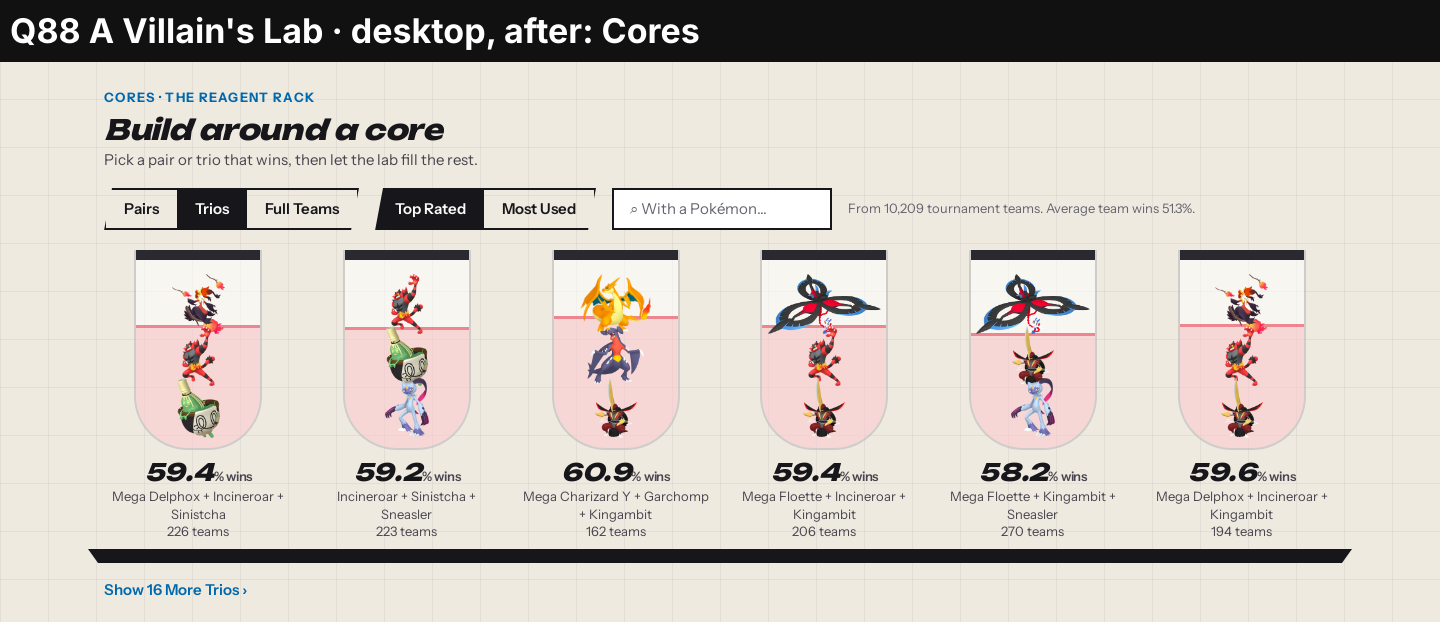 Q88 A Villain's Lab · desktop, after: Cores
CORES · THE REAGENT RACK
Build around a core
Pick a pair or trio that wins, then let the lab fill the rest.
Pairs Trios Full Teams Top Rated Most Used ⌕ With a Pokémon... From 10,209 tournament teams. Average team wins 51.3%.
59.4% wins
Mega Delphox + Incineroar +
Sinistcha
226 teams
59.2% wins
Incineroar + Sinistcha +
Sneasler
223 teams
60.9% wins
Mega Charizard Y + Garchomp
+ Kingambit
162 teams
59.4% wins
Mega Floette + Incineroar +
Kingambit
206 teams
58.2% wins
Mega Floette + Kingambit +
Sneasler
270 teams
59.6% wins
Mega Delphox + Incineroar +
Kingambit
194 teams
Show 16 More Trios ›